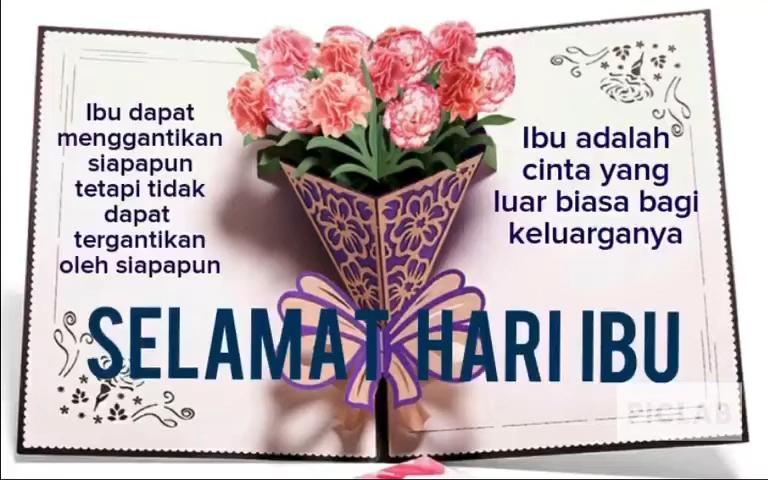 Ibu dapat
menggantikan
siapapun
tetapi tidak
dapat
tergantikan
oleh siapapun
Ibu adalah
cinta yang
luar biasa bagi
keluarganya
SELAMAT HARI IBU
PICLAB